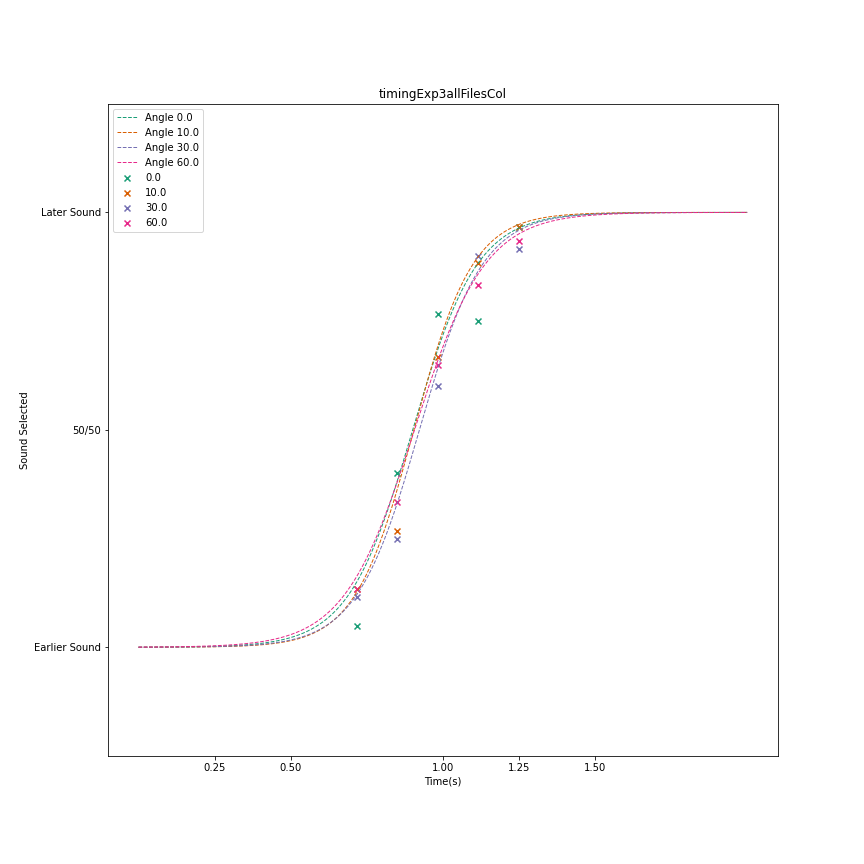 timingExp3allFilesCol
Angle 0.0
Angle 10.0
Angle 30.0
Angle 60.0
0.0
10.0
30.0
60.0
Later Sound
50/50
Earlier Sound
Sound Selected
0.25
0.50
1.00
1.25
1.50
Time(s)